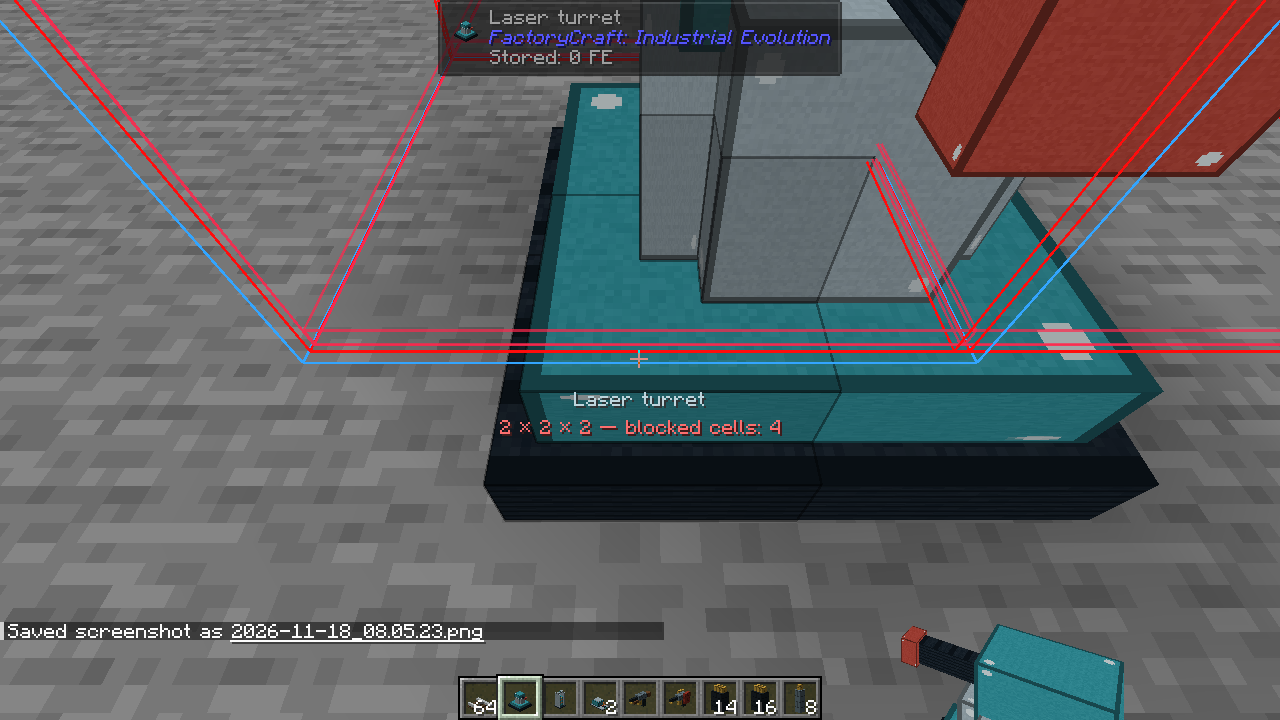 Laser turret
FactoryCraft: Industrial Evolution
Stored: 0 FE
Laser turret
2 × 2 × 2 — blocked cells: 4
Saved screenshot as 2026-11-18_08.05.23.png
64 2 14 16 8